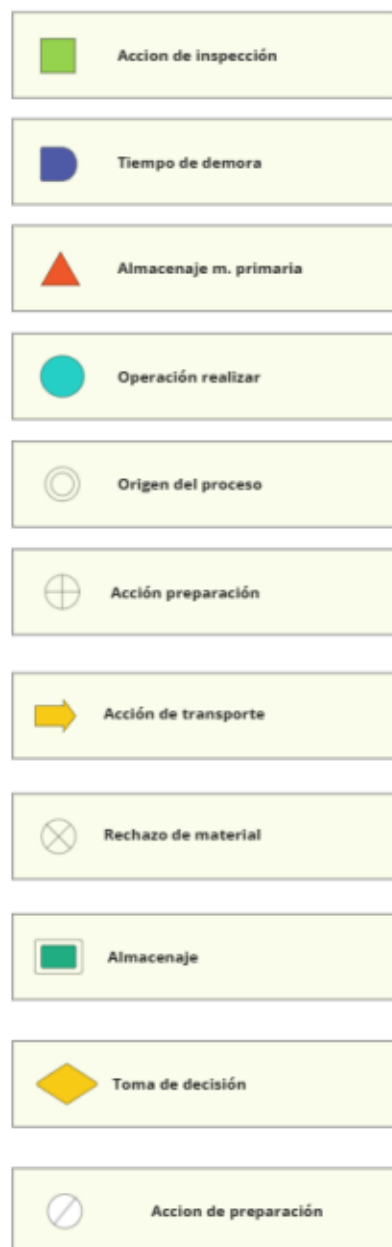 Accion de inspección
Tiempo de demora
Almacenaje m. primaria
Operación realizar
Origen del proceso
Acción preparación
Acción de transporte
Rechazo de material
Almacenaje
Toma de decisión
Accion de preparación